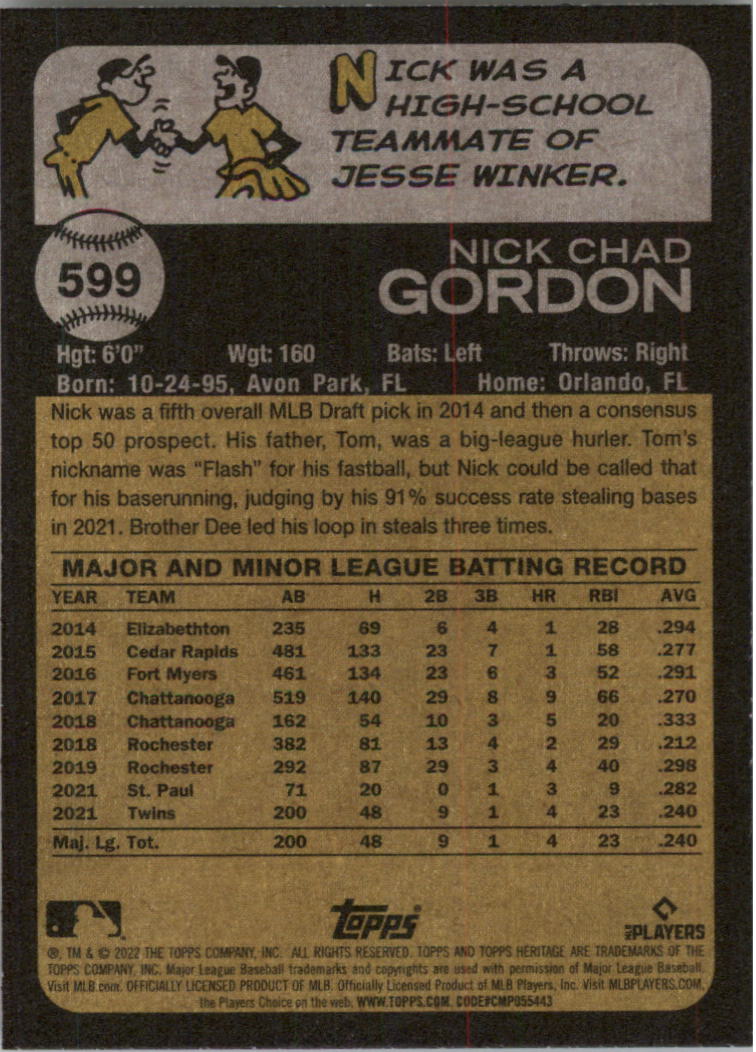 NICK WAS A
HIGH-SCHOOL
TEAMMATE OF
JESSE WINKER.
599
NICK CHAD
GORDON
Hgt: 6'0" Wgt: 160 Bats: Left Throws: Right
Born: 10-24-95, Avon Park, FL Home: Orlando, FL
Nick was a fifth overall MLB Draft pick in 2014 and then a consensus
top 50 prospect. His father, Tom, was a big-league hurler. Tom's
nickname was "Flash" for his fastball, but Nick could be called that
for his baserunning, judging by his 91% success rate stealing bases
in 2021. Brother Dee led his loop in steals three times.
MAJOR AND MINOR LEAGUE BATTING RECORD
YEAR TEAM AB H 2B 3B HR RBI AVG
2014 Elizabethton 235 69 6 4 1 28 .294
2015 Cedar Rapids 481 133 23 7 1 58 .277
2016 Fort Myers 461 134 23 6 3 52 .291
2017 Chattanooga 519 140 29 8 9 66 .270
2018 Chattanooga 162 54 10 3 5 20 .333
2018 Rochester 382 81 13 4 2 29 .212
2019 Rochester 292 87 29 3 4 40 .298
2021 St. Paul 71 20 0 1 3 9 .282
2021 Twins 200 48 9 1 4 23 .240
Maj. Lg. Tot. 200 48 9 1 4 23 .240
Topps
MLB PLAYERS
®, TM & © 2022 THE TOPPS COMPANY, INC. ALL RIGHTS RESERVED. TOPPS AND TOPPS HERITAGE ARE TRADEMARKS OF THE
TOPPS COMPANY, INC. Major League Baseball trademarks and copyrights are used with permission of Major League Baseball.
Visit MLB.com. OFFICIALLY LICENSED PRODUCT OF MLB. Officially Licensed Product of MLB Players, Inc. Visit MLBPLAYERS.COM,
the Players Choice on the web. WWW.TOPPS.COM. CODE#CMP055443